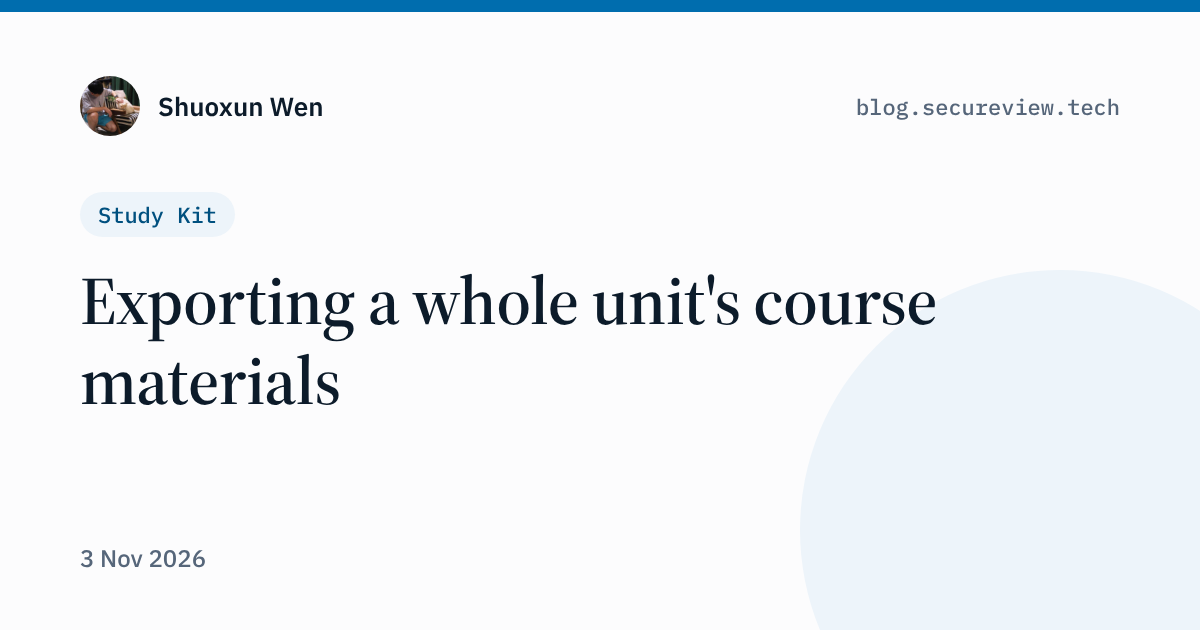 Shuoxun Wen
blog.secureview.tech
Study Kit
Exporting a whole unit's course
materials
3 Nov 2026